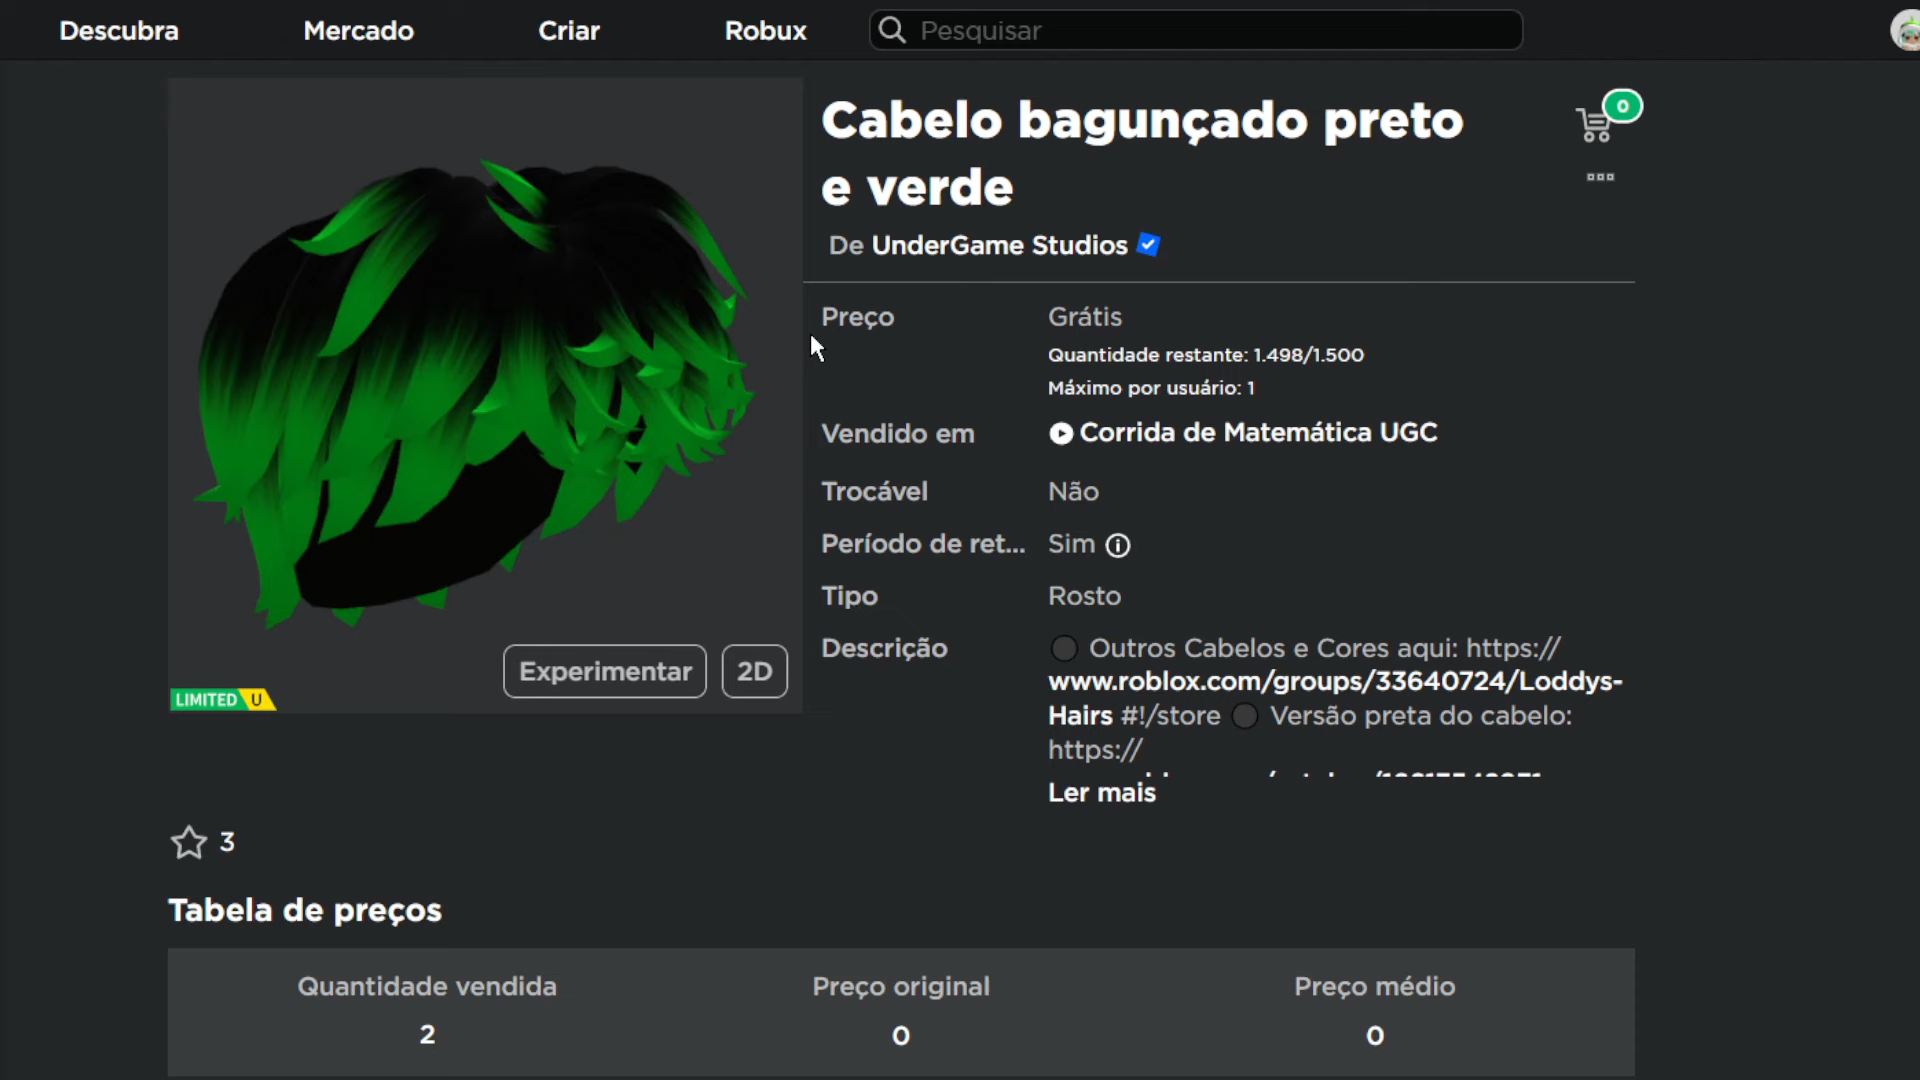 Descubra
Mercado
Criar
Robux
Pesquisar
Cabelo bagunçado preto
e verde
0
De UnderGame Studios
Preço
Grátis
Quantidade restante: 1.498/1.500
Máximo por usuário: 1
Vendido em
Corrida de Matemática UGC
Trocável
Não
Período de ret...
Sim
Tipo
Rosto
Descrição
Outros Cabelos e Cores aqui: https://
www.roblox.com/groups/33640724/Loddys-
Hairs #!/store Versão preta do cabelo:
https://
Ler mais
Experimentar
2D
LIMITED U
3
Tabela de preços
Quantidade vendida
Preço original
Preço médio
2
0
0